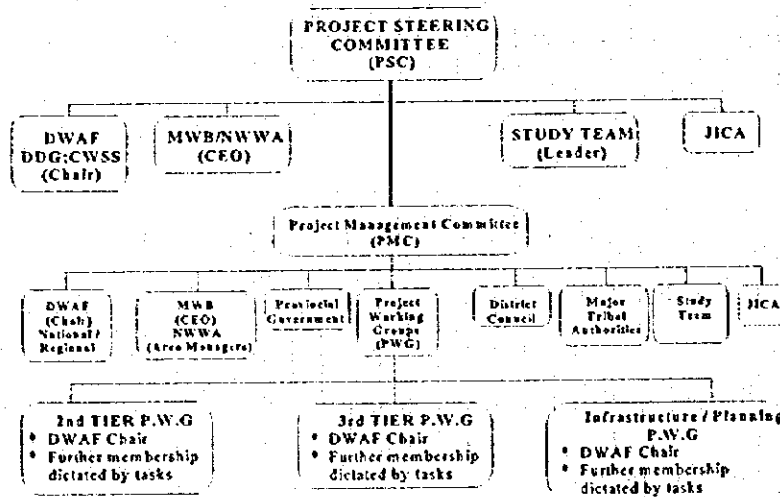 PROJECT STEERING
COMMITTEE
(PSC)
DWAF
DDG:CWSS
(Chair)
MWB/NWWA
(CEO)
STUDY TEAM
(Leader)
JICA
Project Management Committee
(PMC)
DWAF
(Chair)
National /
Regional
MWB
(CEO)
NWWA
(Area Managers)
Provincial
Government
Project
Working
Groups
(PWG)
District
Council
Major
Tribal
Authorities
Study
Team
JICA
2nd TIER P.W.G
• DWAF Chair
• Further membership
dictated by tasks
3rd TIER P.W.G
• DWAF Chair
• Further membership
dictated by tasks
Infrastructure / Planning
P.W.G
• DWAF Chair
• Further membership
dictated by tasks